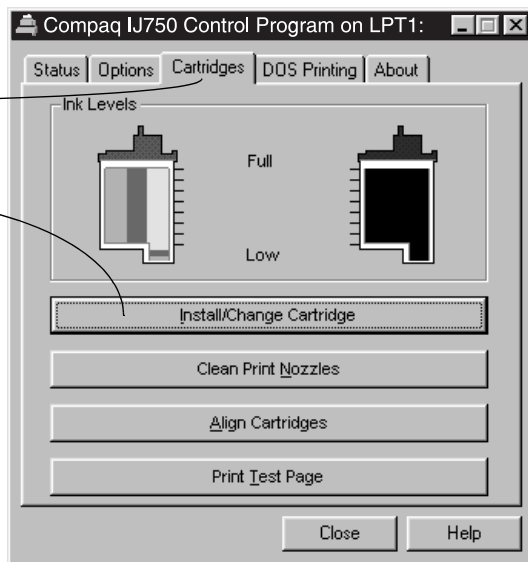 Compaq IJ750 Control Program on LPT1:
Status Options Cartridges DOS Printing About
Ink Levels
Full
Low
Install/Change Cartridge
Clean Print Nozzles
Align Cartridges
Print Test Page
Close Help